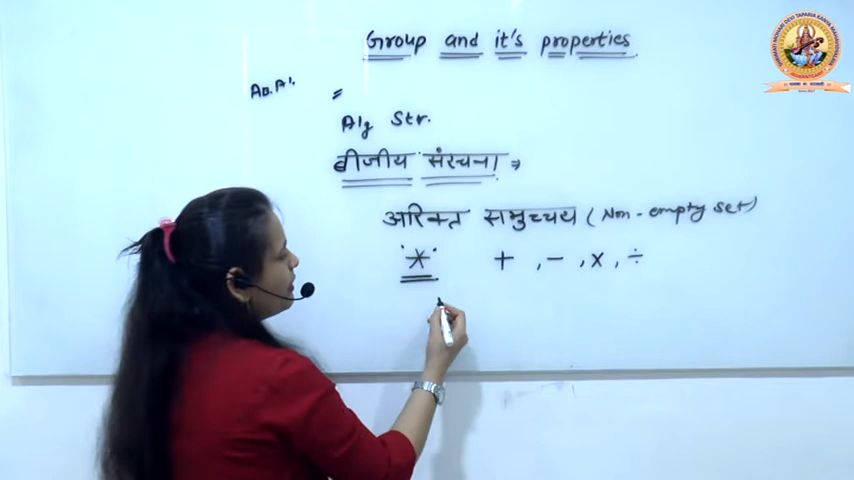 Group and it's properties
Ab. Al.
=
Alg Str.
बीजीय संरचना ⇒
अरिक्त समुच्चय (Non-empty set)
* + , - , × , ÷